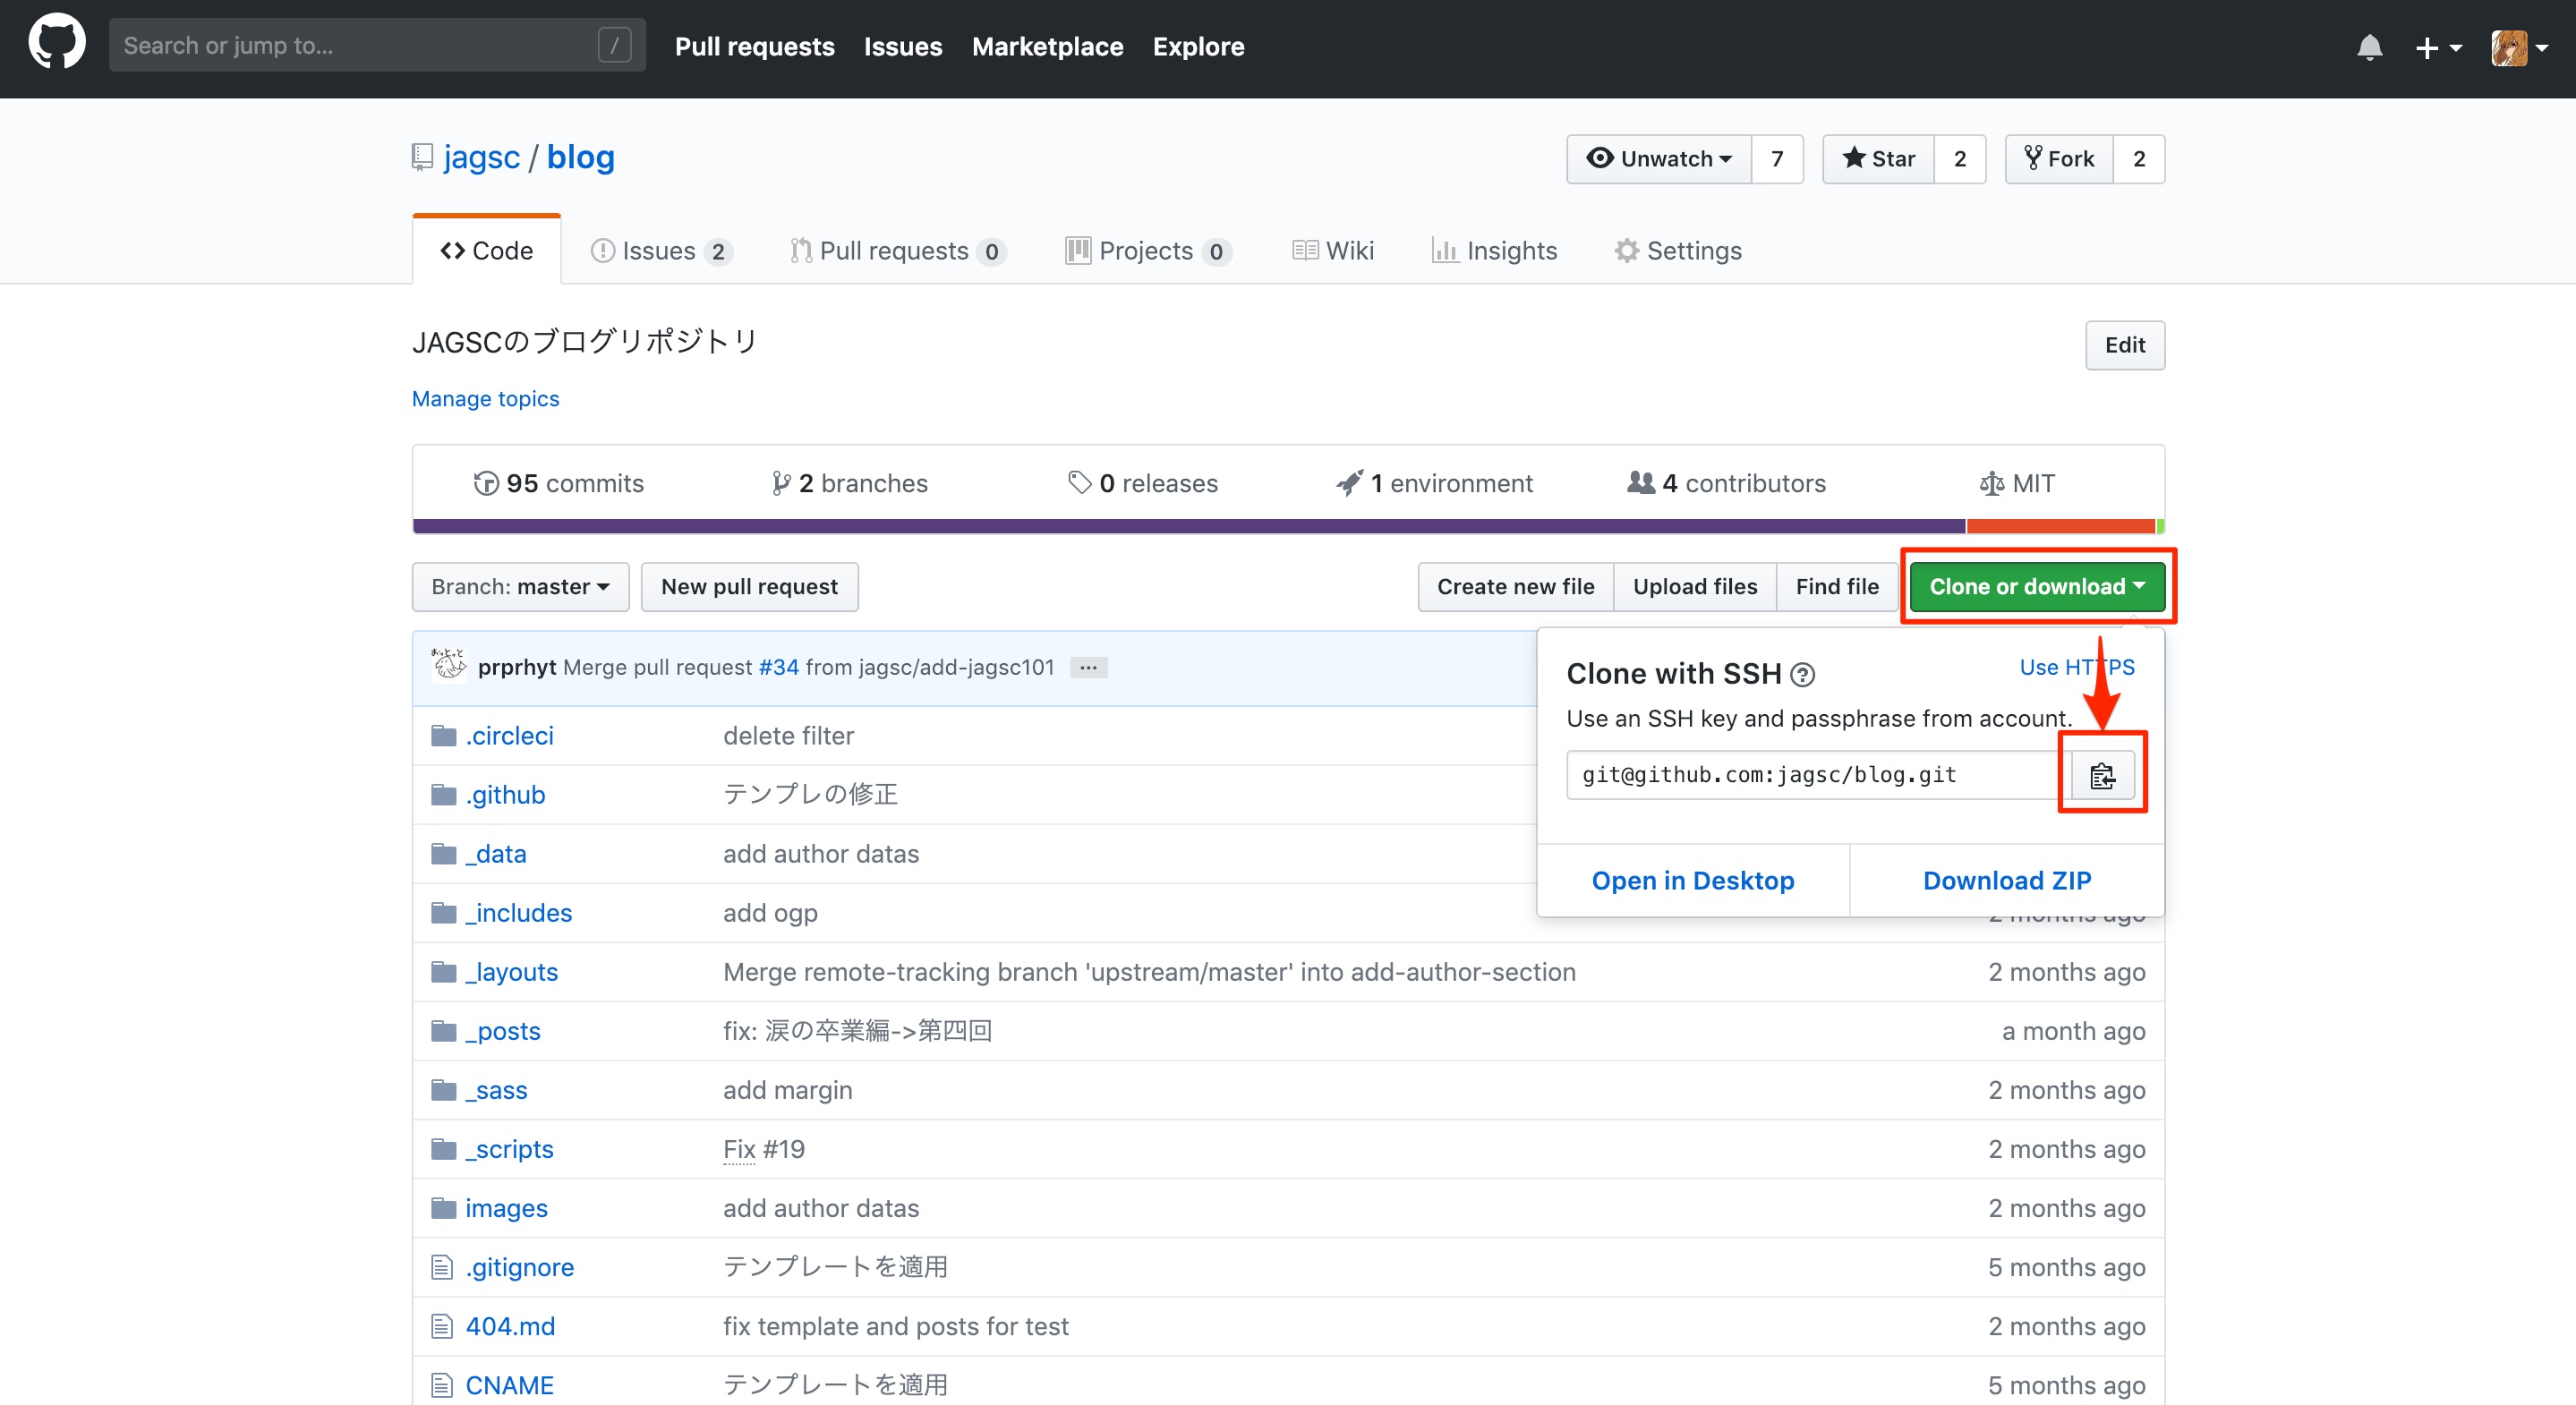 Search or jump to... / Pull requests Issues Marketplace Explore
jagsc / blog Unwatch 7 Star 2 Fork 2
Code Issues 2 Pull requests 0 Projects 0 Wiki Insights Settings
JAGSCのブログリポジトリ Edit
Manage topics
95 commits 2 branches 0 releases 1 environment 4 contributors MIT
Branch: master New pull request Create new file Upload files Find file Clone or download
prprhyt Merge pull request #34 from jagsc/add-jagsc101 ...
Clone with SSH ? Use HTTPS
Use an SSH key and passphrase from account.
git@github.com:jagsc/blog.git
Open in Desktop Download ZIP
.circleci delete filter
.github テンプレの修正
_data add author datas
_includes add ogp 2 months ago
_layouts Merge remote-tracking branch 'upstream/master' into add-author-section 2 months ago
_posts fix: 涙の卒業編->第四回 a month ago
_sass add margin 2 months ago
_scripts Fix #19 2 months ago
images add author datas 2 months ago
.gitignore テンプレートを適用 5 months ago
404.md fix template and posts for test 2 months ago
CNAME テンプレートを適用 5 months ago